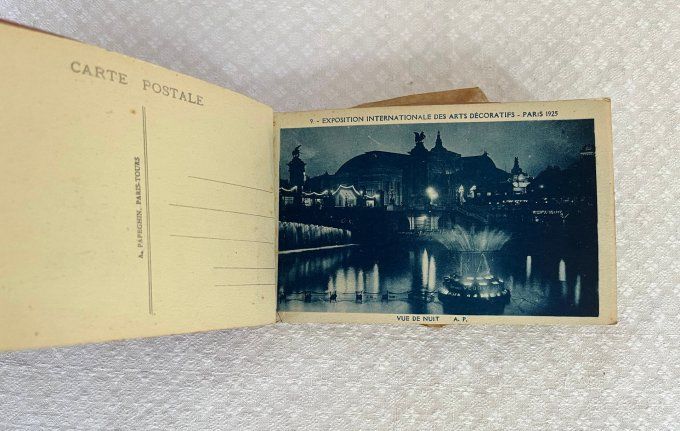 CARTE POSTALE
A. PAPEGHIN, PARIS-TOURS
9. - EXPOSITION INTERNATIONALE DES ARTS DÉCORATIFS - PARIS 1925
VUE DE NUIT A. P.